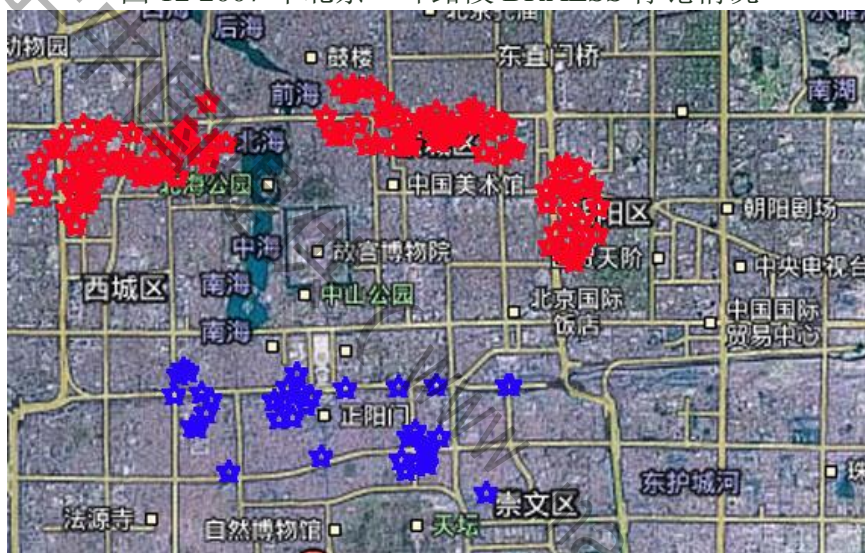 后海
动物园
鼓楼
东直门桥
前海
南湖
北海
北海公园
中国美术馆
阳区
朝阳剧场
中海
故宫博物院
天阶
中央电视台
西城区
南海
中山公园
北京国际
饭店
中国国际
贸易中心
南海
正阳门
东护城河
崇文区
法源寺
自然博物馆
天坛